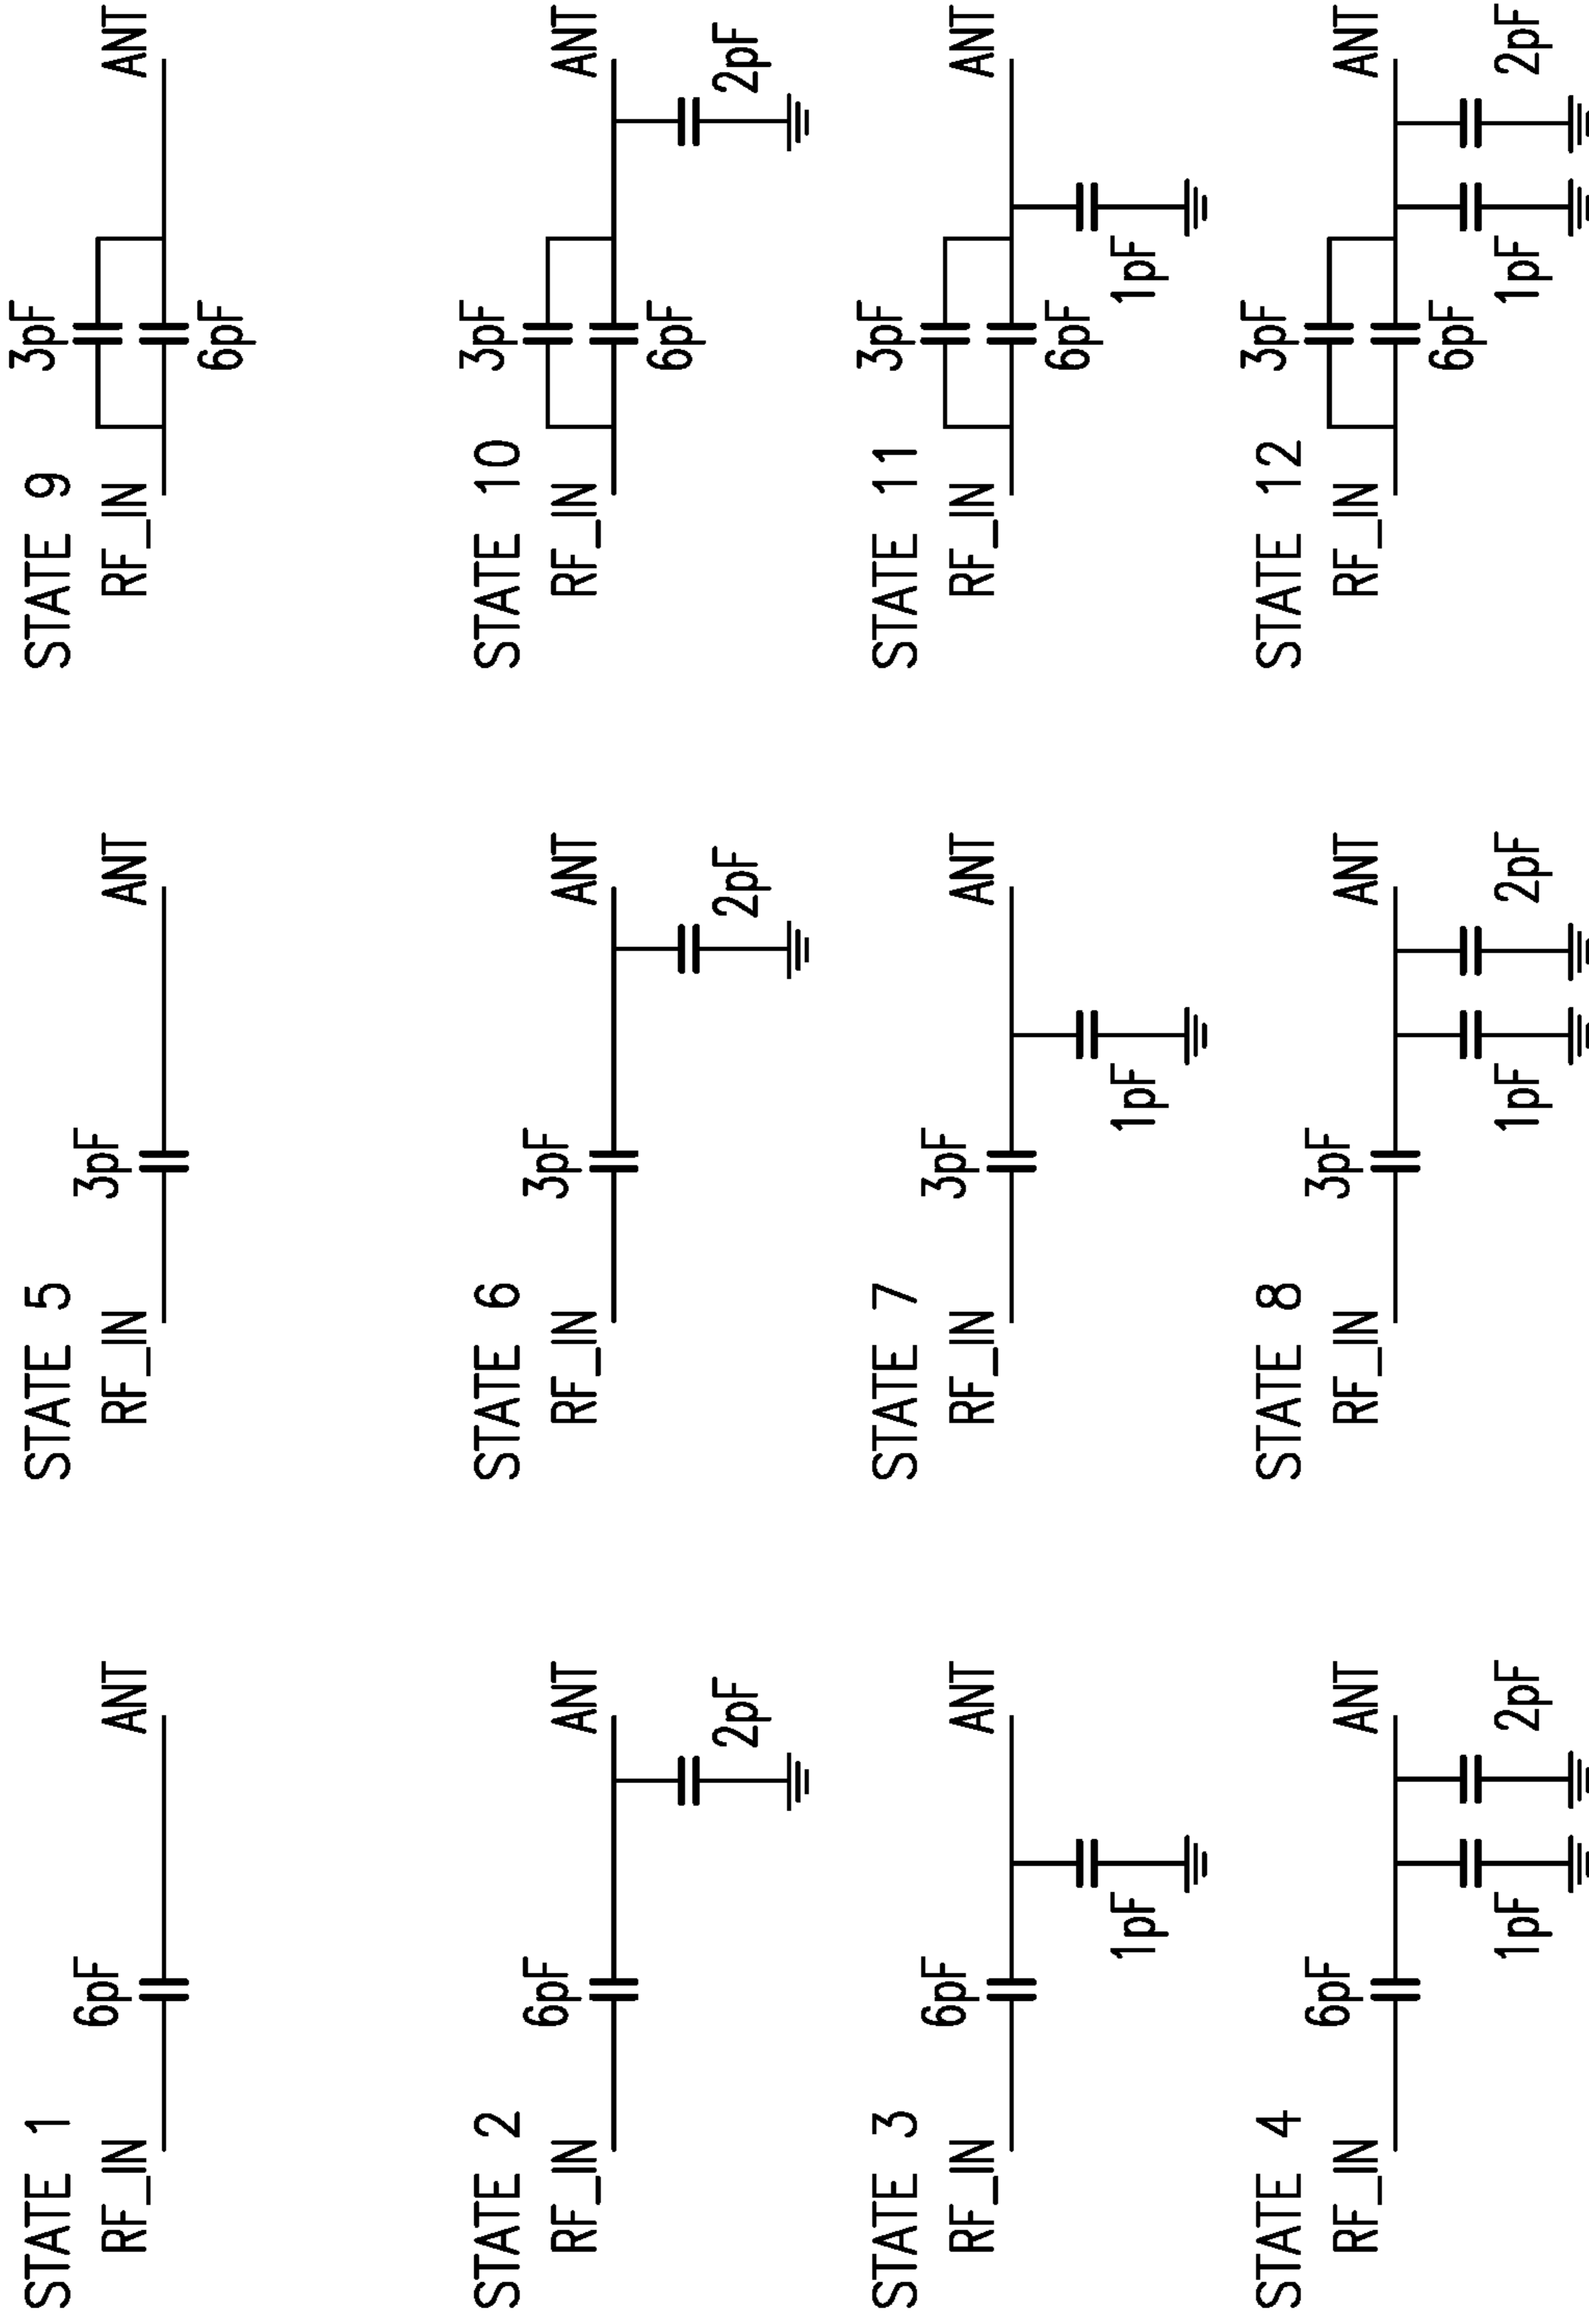 STATE 1
6pF
RF_IN
ANT
STATE 2
6pF
RF_IN
ANT
2pF
STATE 3
6pF
RF_IN
ANT
1pF
STATE 4
6pF
RF_IN
ANT
1pF
2pF
STATE 5
3pF
RF_IN
ANT
STATE 6
3pF
RF_IN
ANT
2pF
STATE 7
3pF
RF_IN
ANT
1pF
STATE 8
3pF
RF_IN
ANT
1pF
2pF
STATE 9
3pF
RF_IN
ANT
6pF
STATE 10
3pF
RF_IN
ANT
6pF
2pF
STATE 11
3pF
RF_IN
ANT
6pF
1pF
STATE 12
3pF
RF_IN
ANT
6pF
1pF
2pF